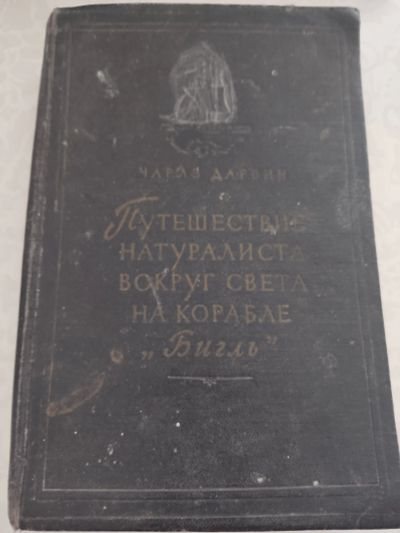 ЧАРЛЗ ДАРВИН
ПУТЕШЕСТВИЕ
НАТУРАЛИСТА
ВОКРУГ СВЕТА
НА КОРАБЛЕ
„Бигль"